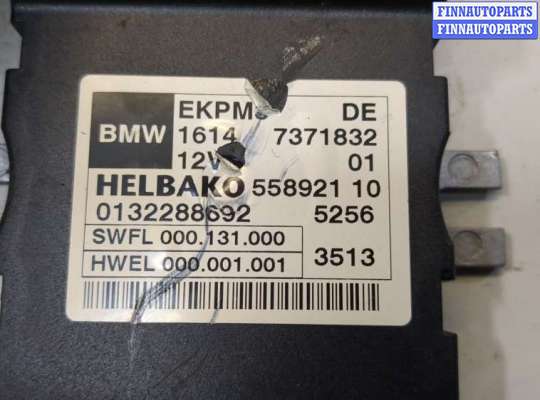 FINNAUTOPARTS
FINNAUTOPARTS
EKPM DE
BMW 1614 7371832
12V 01
HELBAKO 558921 10
0132288692 5256
SWFL 000.131.000
HWEL 000.001.001 3513